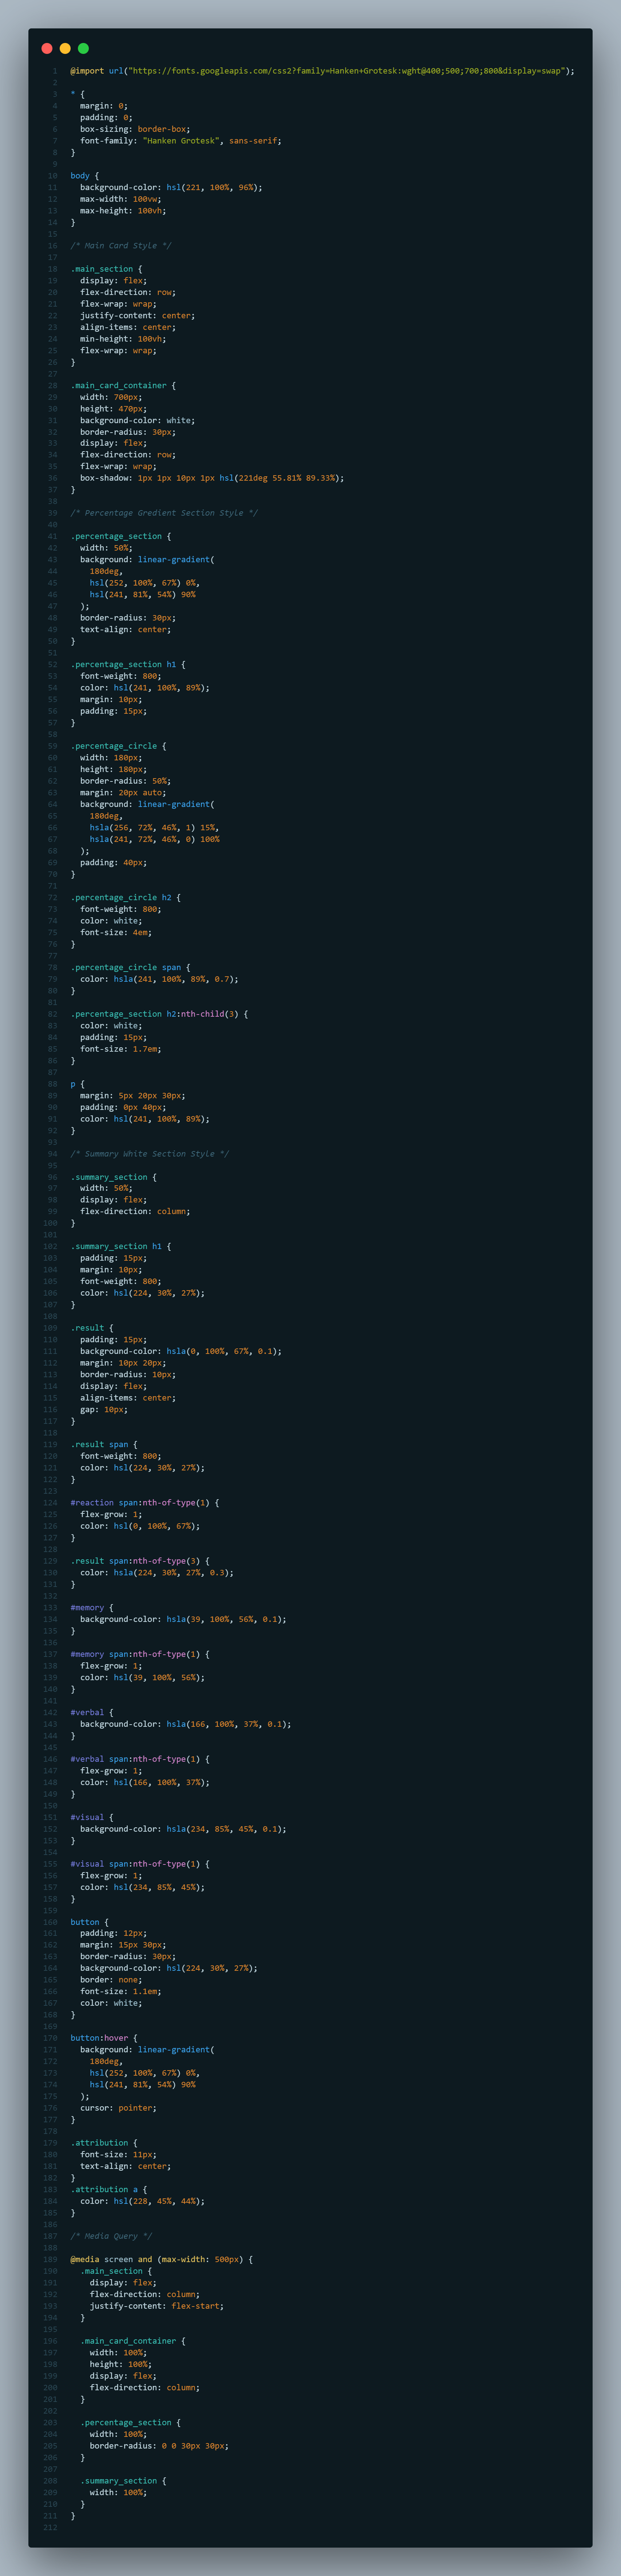 1 @import url("https://fonts.googleapis.com/css2?family=Hanken+Grotesk:wght@400;500;700;800&display=swap");
2
3 * {
4 margin: 0;
5 padding: 0;
6 box-sizing: border-box;
7 font-family: "Hanken Grotesk", sans-serif;
8 }
9
10 body {
11 background-color: hsl(221, 100%, 96%);
12 max-width: 100vw;
13 max-height: 100vh;
14 }
15
16 /* Main Card Style */
17
18 .main_section {
19 display: flex;
20 flex-direction: row;
21 flex-wrap: wrap;
22 justify-content: center;
23 align-items: center;
24 min-height: 100vh;
25 flex-wrap: wrap;
26 }
27
28 .main_card_container {
29 width: 700px;
30 height: 470px;
31 background-color: white;
32 border-radius: 30px;
33 display: flex;
34 flex-direction: row;
35 flex-wrap: wrap;
36 box-shadow: 1px 1px 10px 1px hsl(221deg 55.81% 89.33%);
37 }
38
39 /* Percentage Gredient Section Style */
40
41 .percentage_section {
42 width: 50%;
43 background: linear-gradient(
44 180deg,
45 hsl(252, 100%, 67%) 0%,
46 hsl(241, 81%, 54%) 90%
47 );
48 border-radius: 30px;
49 text-align: center;
50 }
51
52 .percentage_section h1 {
53 font-weight: 800;
54 color: hsl(241, 100%, 89%);
55 margin: 10px;
56 padding: 15px;
57 }
58
59 .percentage_circle {
60 width: 180px;
61 height: 180px;
62 border-radius: 50%;
63 margin: 20px auto;
64 background: linear-gradient(
65 180deg,
66 hsla(256, 72%, 46%, 1) 15%,
67 hsla(241, 72%, 46%, 0) 100%
68 );
69 padding: 40px;
70 }
71
72 .percentage_circle h2 {
73 font-weight: 800;
74 color: white;
75 font-size: 4em;
76 }
77
78 .percentage_circle span {
79 color: hsla(241, 100%, 89%, 0.7);
80 }
81
82 .percentage_section h2:nth-child(3) {
83 color: white;
84 padding: 15px;
85 font-size: 1.7em;
86 }
87
88 p {
89 margin: 5px 20px 30px;
90 padding: 0px 40px;
91 color: hsl(241, 100%, 89%);
92 }
93
94 /* Summary White Section Style */
95
96 .summary_section {
97 width: 50%;
98 display: flex;
99 flex-direction: column;
100 }
101
102 .summary_section h1 {
103 padding: 15px;
104 margin: 10px;
105 font-weight: 800;
106 color: hsl(224, 30%, 27%);
107 }
108
109 .result {
110 padding: 15px;
111 background-color: hsla(0, 100%, 67%, 0.1);
112 margin: 10px 20px;
113 border-radius: 10px;
114 display: flex;
115 align-items: center;
116 gap: 10px;
117 }
118
119 .result span {
120 font-weight: 800;
121 color: hsl(224, 30%, 27%);
122 }
123
124 #reaction span:nth-of-type(1) {
125 flex-grow: 1;
126 color: hsl(0, 100%, 67%);
127 }
128
129 .result span:nth-of-type(3) {
130 color: hsla(224, 30%, 27%, 0.3);
131 }
132
133 #memory {
134 background-color: hsla(39, 100%, 56%, 0.1);
135 }
136
137 #memory span:nth-of-type(1) {
138 flex-grow: 1;
139 color: hsl(39, 100%, 56%);
140 }
141
142 #verbal {
143 background-color: hsla(166, 100%, 37%, 0.1);
144 }
145
146 #verbal span:nth-of-type(1) {
147 flex-grow: 1;
148 color: hsl(166, 100%, 37%);
149 }
150
151 #visual {
152 background-color: hsla(234, 85%, 45%, 0.1);
153 }
154
155 #visual span:nth-of-type(1) {
156 flex-grow: 1;
157 color: hsl(234, 85%, 45%);
158 }
159
160 button {
161 padding: 12px;
162 margin: 15px 30px;
163 border-radius: 30px;
164 background-color: hsl(224, 30%, 27%);
165 border: none;
166 font-size: 1.1em;
167 color: white;
168 }
169
170 button:hover {
171 background: linear-gradient(
172 180deg,
173 hsl(252, 100%, 67%) 0%,
174 hsl(241, 81%, 54%) 90%
175 );
176 cursor: pointer;
177 }
178
179 .attribution {
180 font-size: 11px;
181 text-align: center;
182 }
183 .attribution a {
184 color: hsl(228, 45%, 44%);
185 }
186
187 /* Media Query */
188
189 @media screen and (max-width: 500px) {
190 .main_section {
191 display: flex;
192 flex-direction: column;
193 justify-content: flex-start;
194 }
195
196 .main_card_container {
197 width: 100%;
198 height: 100%;
199 display: flex;
200 flex-direction: column;
201 }
202
203 .percentage_section {
204 width: 100%;
205 border-radius: 0 0 30px 30px;
206 }
207
208 .summary_section {
209 width: 100%;
210 }
211 }
212